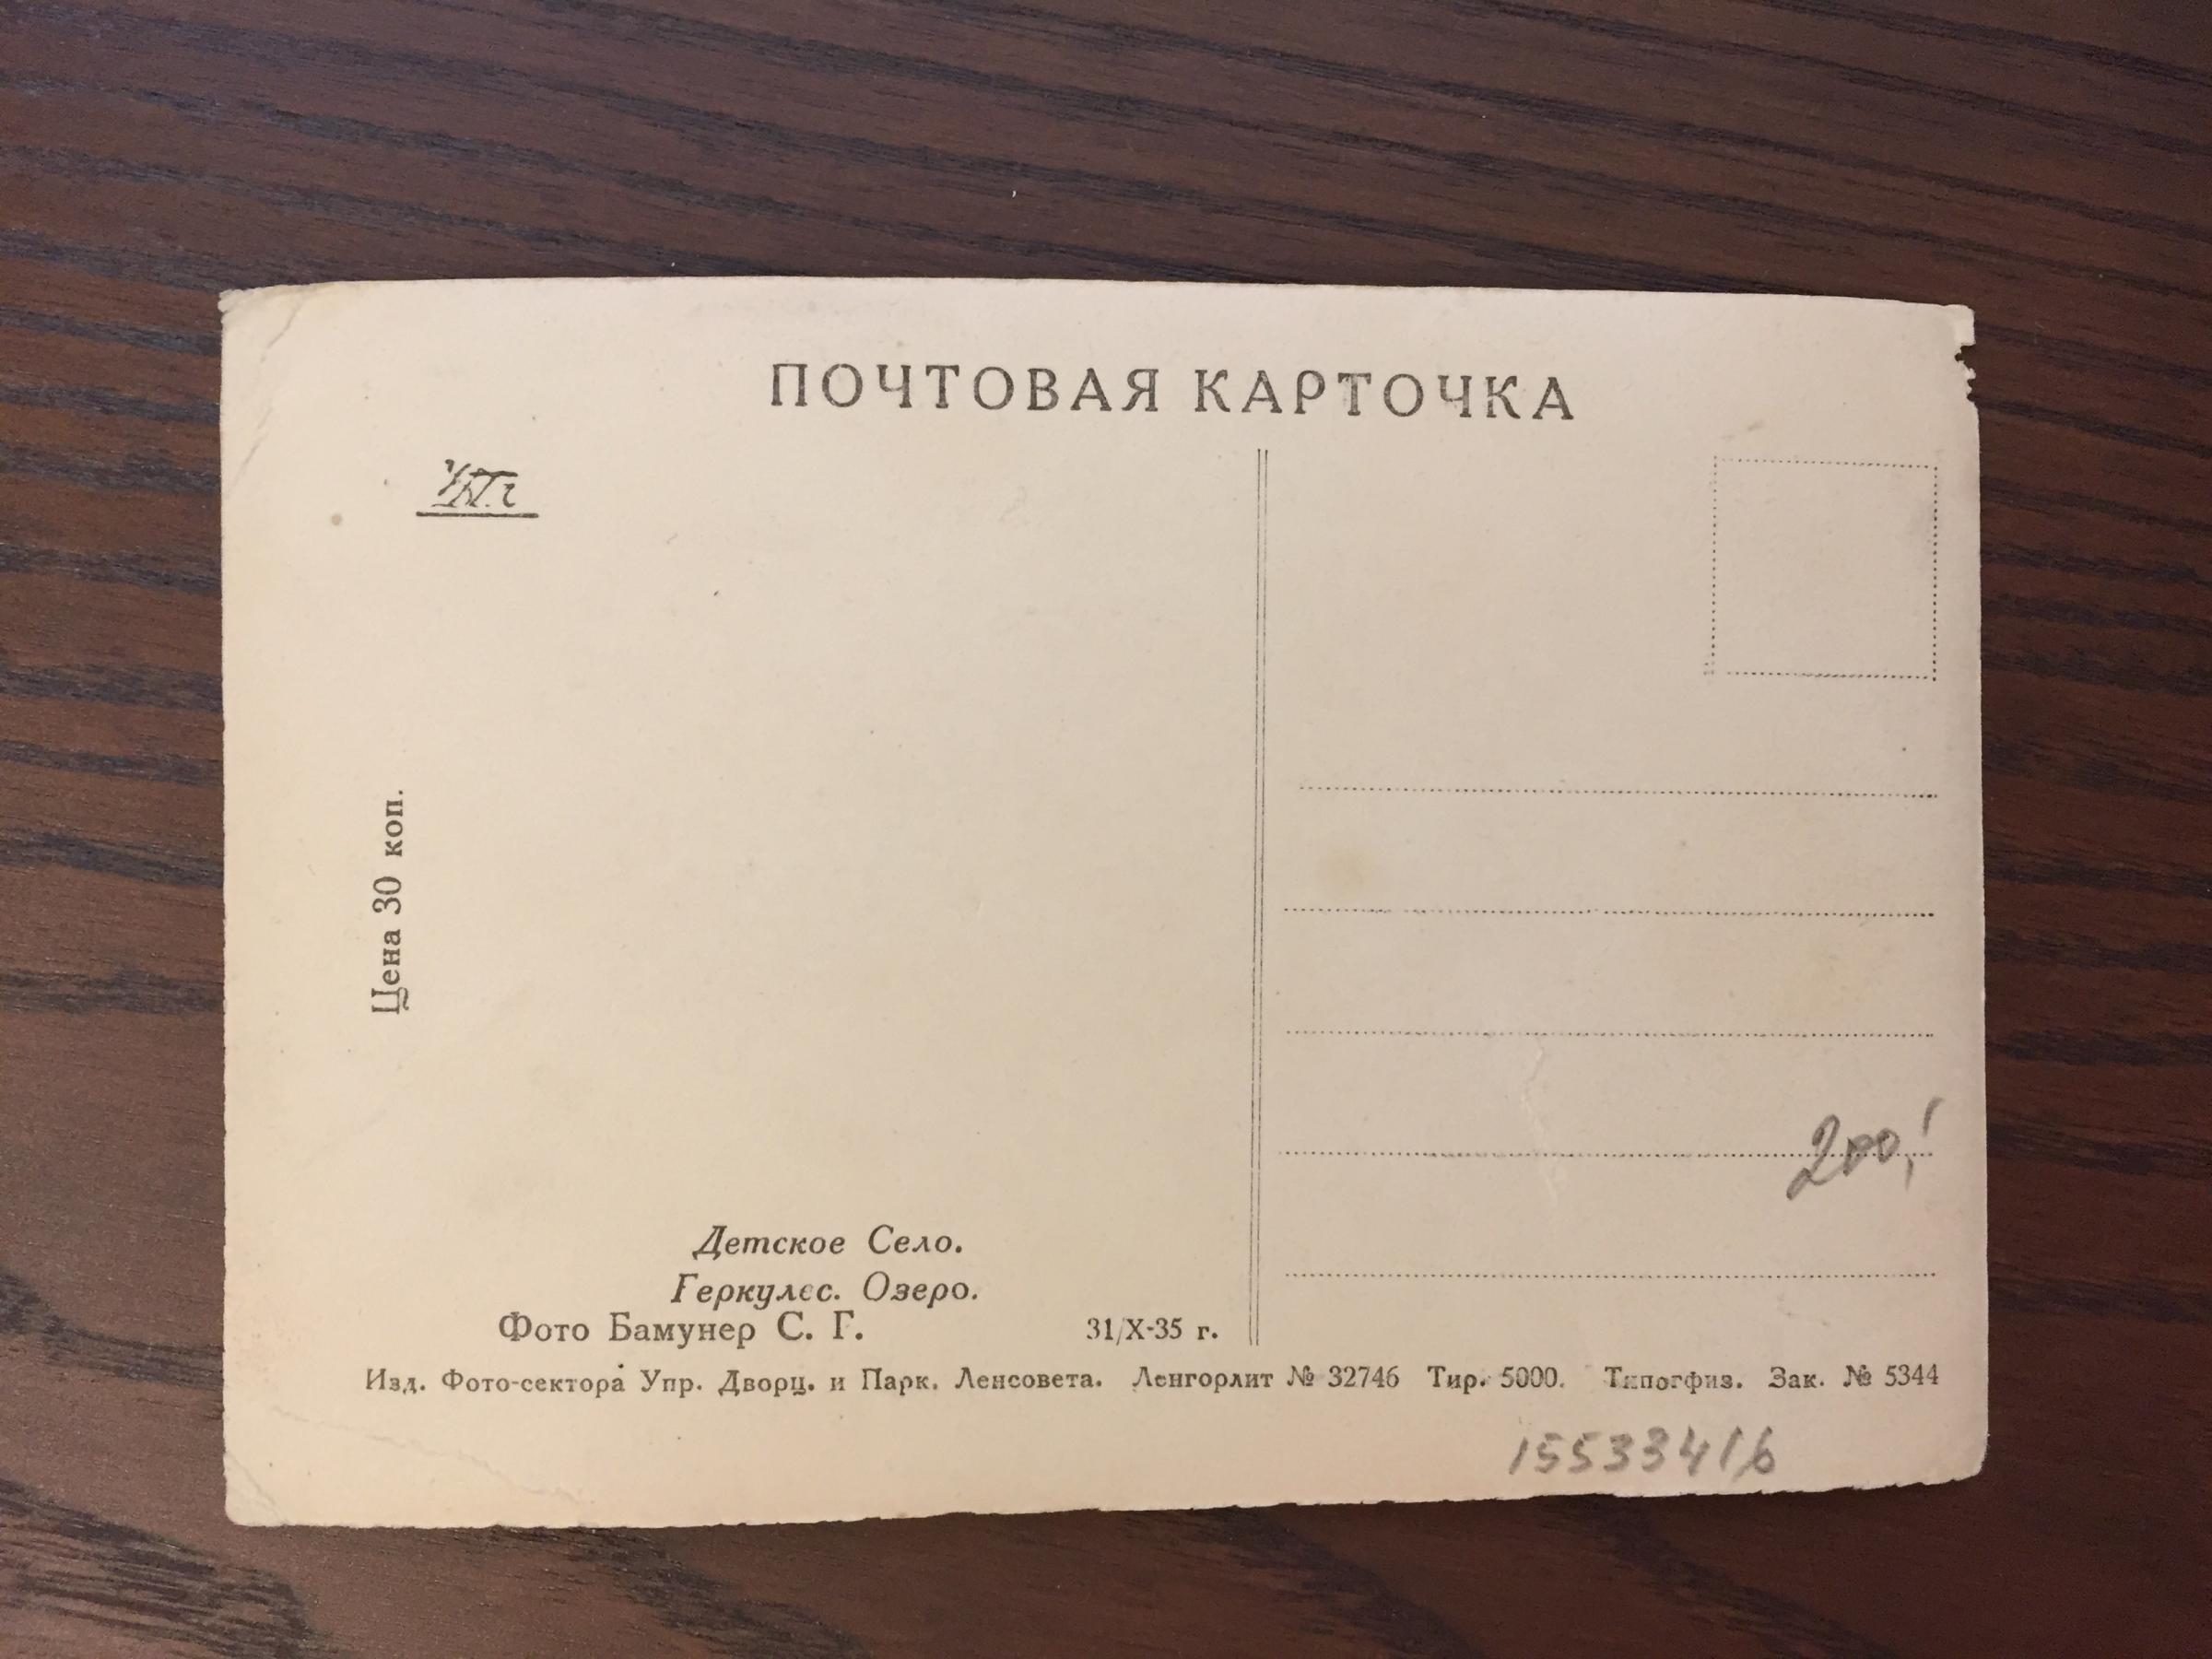 ПОЧТОВАЯ КАРТОЧКА
Цена 30 коп.
200,!
Детское Село.
Геркулес. Озеро.
Фото Бамунер С. Г. 31/X-35 г.
Изд. Фото-сектора Упр. Дворц. и Парк. Ленсовета. Ленгорлит № 32746 Тир. 5000. Типогфиз. Зак. № 5344
15533416